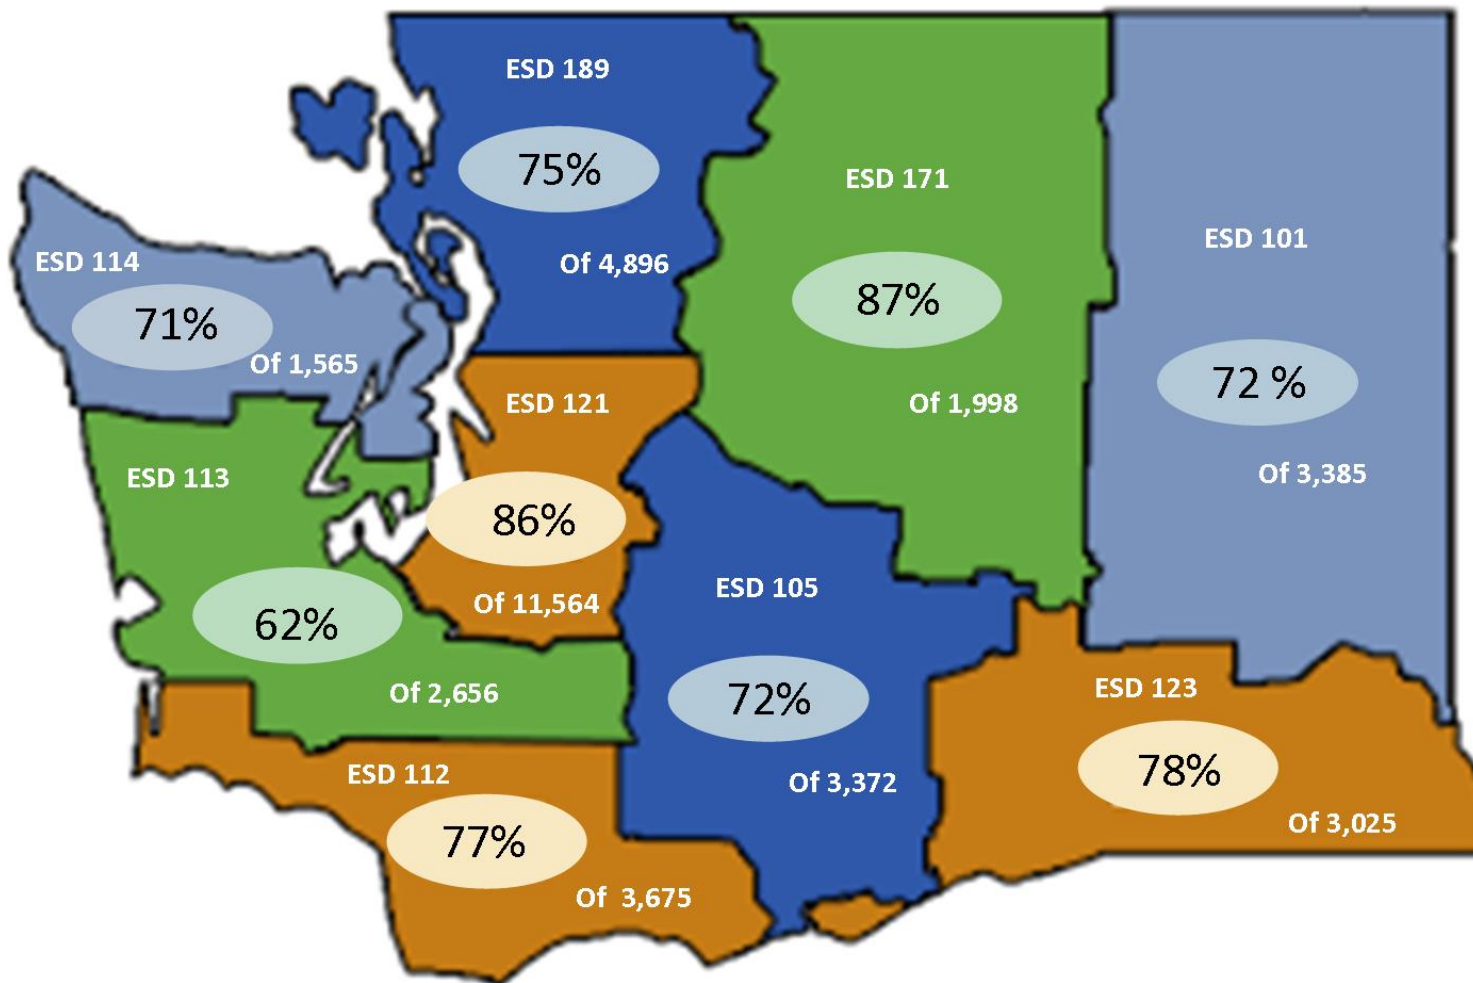 ESD 189
75%
Of 4,896
ESD 171
87%
Of 1,998
ESD 101
72 %
Of 3,385
ESD 114
71%
Of 1,565
ESD 121
86%
Of 11,564
ESD 113
62%
Of 2,656
ESD 105
72%
Of 3,372
ESD 123
78%
Of 3,025
ESD 112
77%
Of  3,675